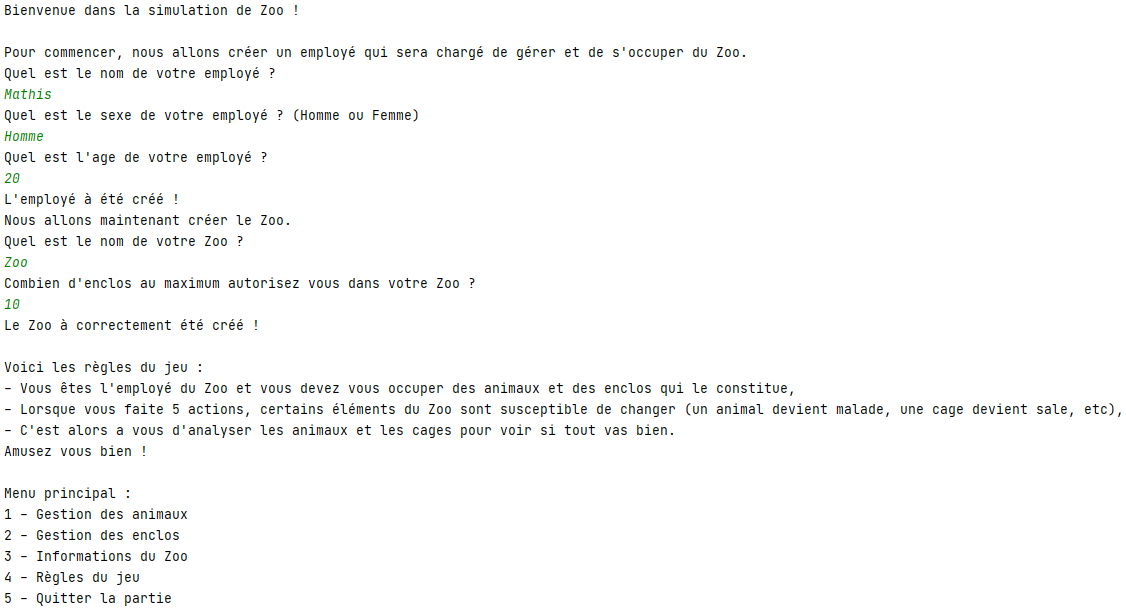 Bienvenue dans la simulation de Zoo !
Pour commencer, nous allons créer un employé qui sera chargé de gérer et de s'occuper du Zoo.
Quel est le nom de votre employé ?
Mathis
Quel est le sexe de votre employé ? (Homme ou Femme)
Homme
Quel est l'age de votre employé ?
20
L'employé à été créé !
Nous allons maintenant créer le Zoo.
Quel est le nom de votre Zoo ?
Zoo
Combien d'enclos au maximum autorisez vous dans votre Zoo ?
10
Le Zoo à correctement été créé !
Voici les règles du jeu :
- Vous êtes l'employé du Zoo et vous devez vous occuper des animaux et des enclos qui le constitue,
- Lorsque vous faite 5 actions, certains éléments du Zoo sont susceptible de changer (un animal devient malade, une cage devient sale, etc),
- C'est alors a vous d'analyser les animaux et les cages pour voir si tout vas bien.
Amusez vous bien !
Menu principal :
1 - Gestion des animaux
2 - Gestion des enclos
3 - Informations du Zoo
4 - Règles du jeu
5 - Quitter la partie